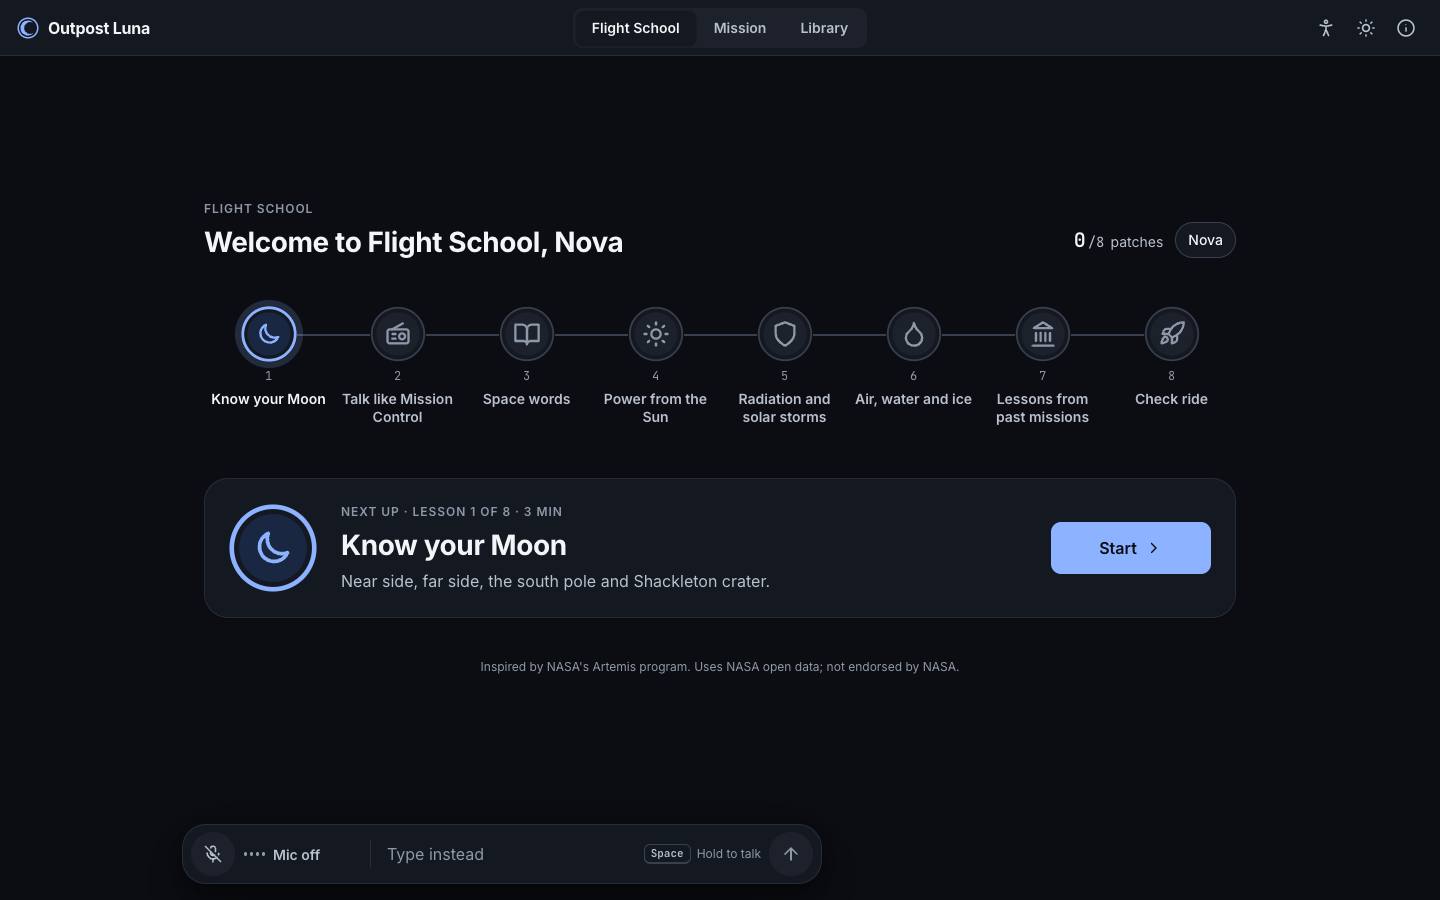 Outpost Luna
Flight School
Mission
Library
FLIGHT SCHOOL
Welcome to Flight School, Nova
0/8 patches
Nova
1
Know your Moon
2
Talk like Mission
Control
3
Space words
4
Power from the
Sun
5
Radiation and
solar storms
6
Air, water and ice
7
Lessons from
past missions
8
Check ride
NEXT UP · LESSON 1 OF 8 · 3 MIN
Know your Moon
Near side, far side, the south pole and Shackleton crater.
Start
Inspired by NASA's Artemis program. Uses NASA open data; not endorsed by NASA.
Mic off
Type instead
Space
Hold to talk